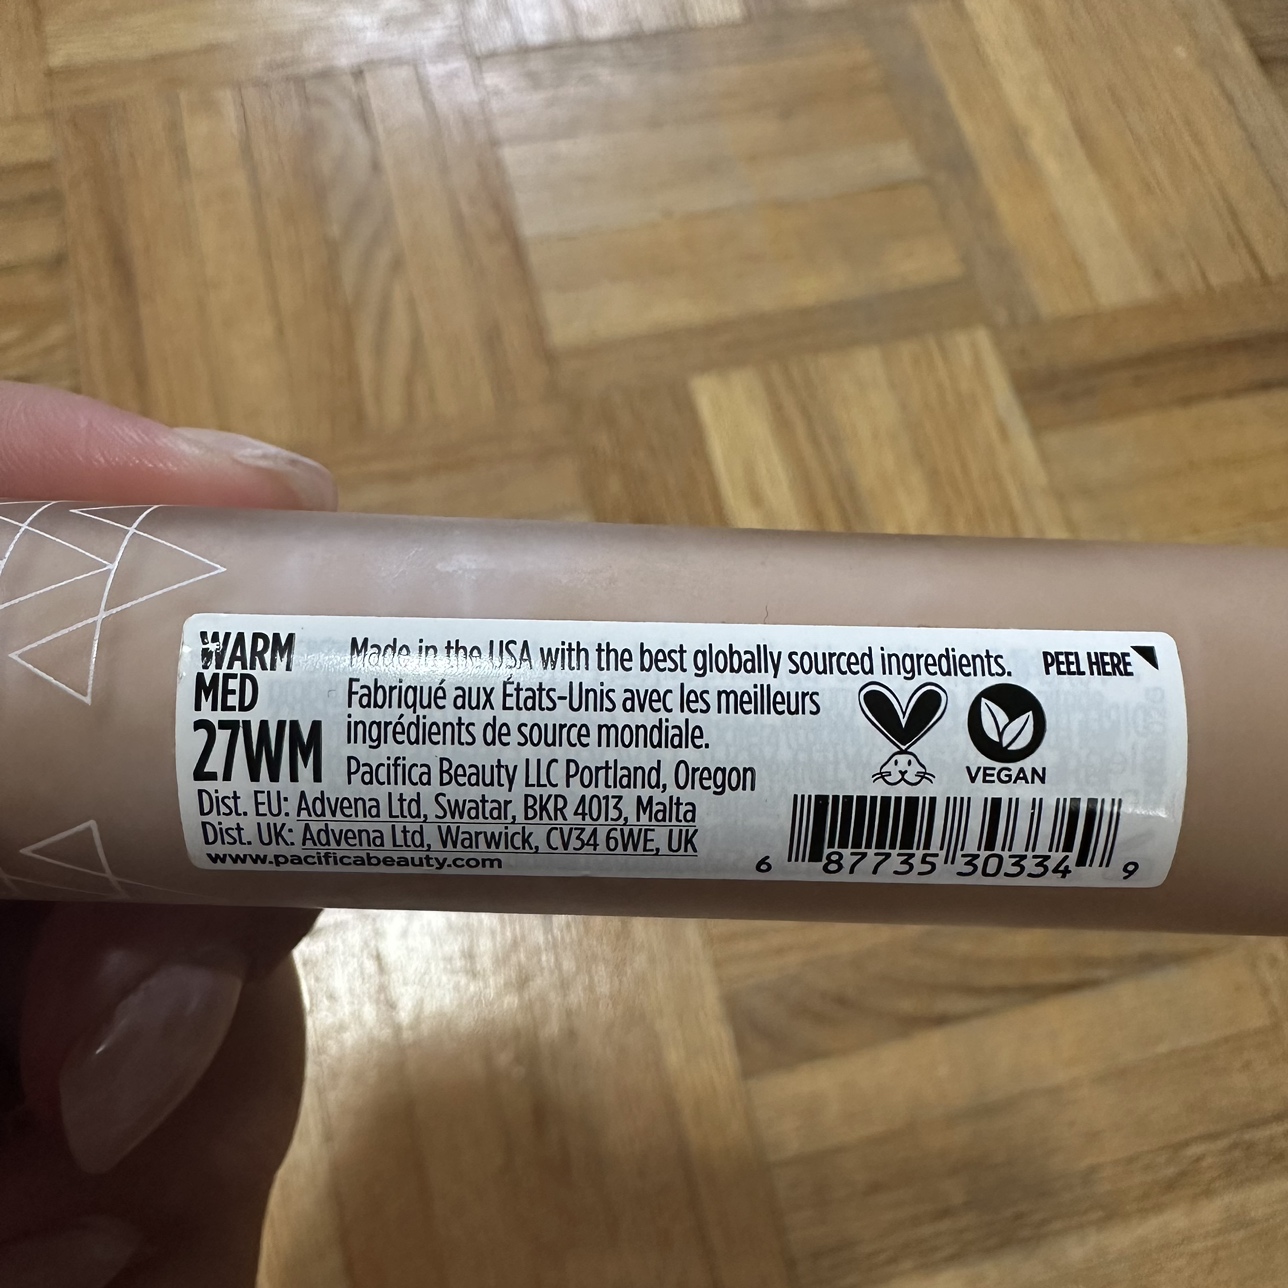 WARM
MED
27WM
Made in the USA with the best globally sourced ingredients.
PEEL HERE
Fabriqué aux États-Unis avec les meilleurs
ingrédients de source mondiale.
Pacifica Beauty LLC Portland, Oregon
Dist. EU: Advena Ltd, Swatar, BKR 4013, Malta
Dist. UK: Advena Ltd, Warwick, CV34 6WE, UK
www.pacificabeauty.com
VEGAN
6 87735 30334 9